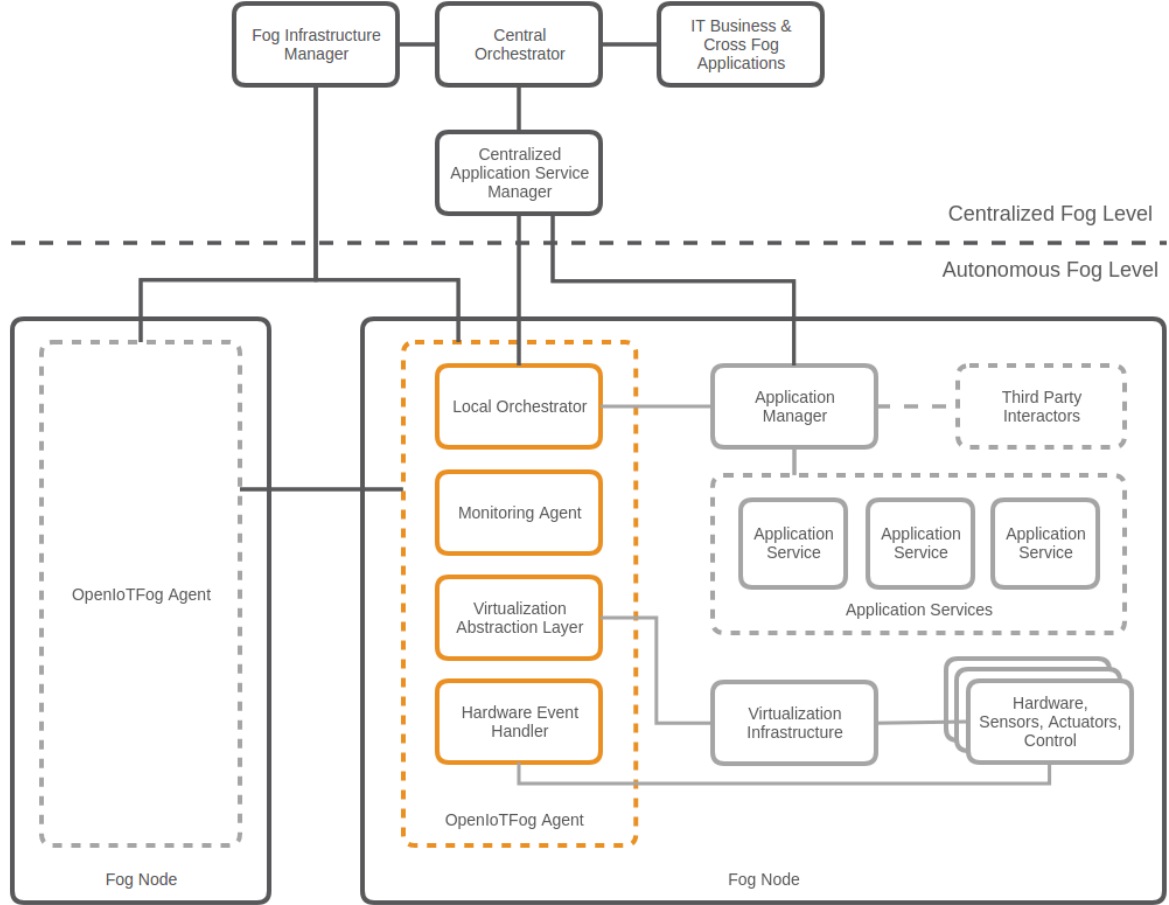 Fog Infrastructure
Manager
Central
Orchestrator
IT Business &
Cross Fog
Applications
Centralized
Application Service
Manager
Centralized Fog Level
Autonomous Fog Level
OpenIoTFog Agent
Fog Node
Local Orchestrator
Monitoring Agent
Virtualization
Abstraction Layer
Hardware Event
Handler
OpenIoTFog Agent
Application
Manager
Third Party
Interactors
Application
Service
Application
Service
Application
Service
Application Services
Virtualization
Infrastructure
Hardware,
Sensors, Actuators,
Control
Fog Node